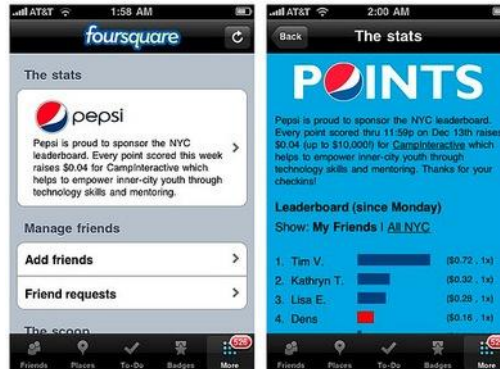 AT&T 1:58 AM
foursquare
The stats
pepsi
Pepsi is proud to sponsor the NYC
leaderboard. Every point scored this week
raises $0.04 for CampInteractive which
helps to empower inner-city youth through
technology skills and mentoring.
Manage friends
Add friends
Friend requests
The scoop
526
Friends Places To-Do Badges More
AT&T 2:00 AM
Back The stats
POINTS
Pepsi is proud to sponsor the NYC leaderboard.
Every point scored thru 11:59p on Dec 13th raises
$0.04 (up to $10,000!) for CampInteractive which
helps to empower inner-city youth through
technology skills and mentoring. Thanks for your
checkins!
Leaderboard (since Monday)
Show: My Friends | All NYC
1. Tim V. ($0.72 , 1x)
2. Kathryn T. ($0.32 , 1x)
3. Lisa E. ($0.28 , 1x)
4. Dens ($0.16 , 1x)
Friends Places To-Do Badges More